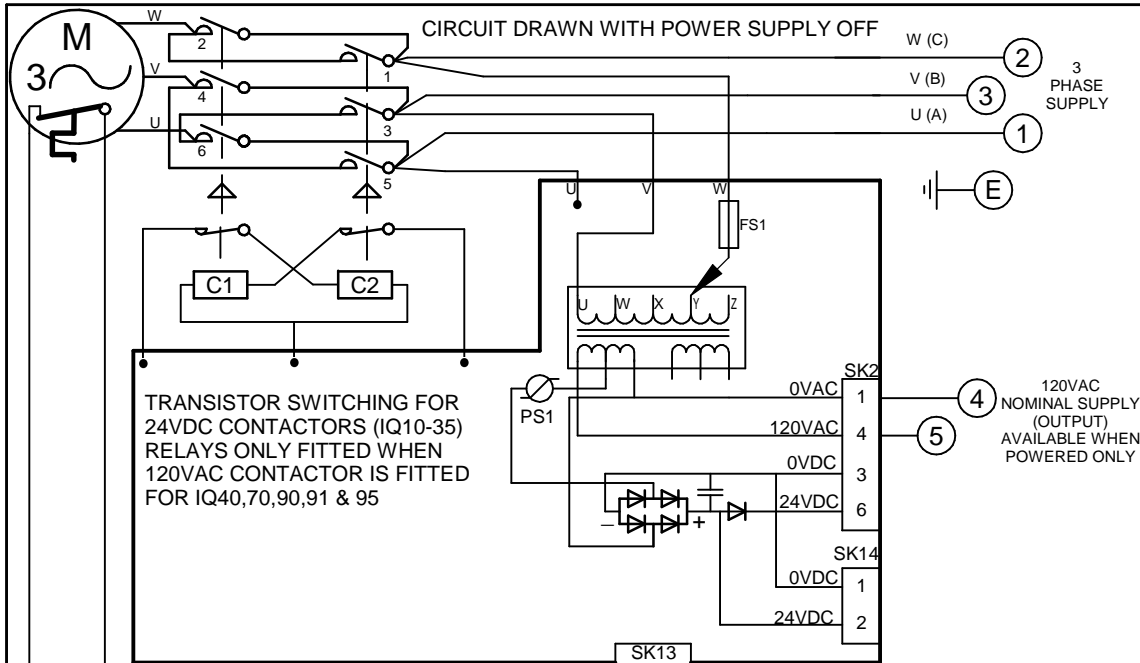 W
CIRCUIT DRAWN WITH POWER SUPPLY OFF
M
3
2
1
W (C)
2
V
4
V (B)
3
3
PHASE
SUPPLY
3
U
U (A)
1
6
5
U
V
W
E
FS1
C1
C2
U
W
X
Y
Z
TRANSISTOR SWITCHING FOR
24VDC CONTACTORS (IQ10-35)
RELAYS ONLY FITTED WHEN
120VAC CONTACTOR IS FITTED
FOR IQ40,70,90,91 & 95
PS1
SK2
0VAC
1
4
120VAC
4
5
0VDC
3
24VDC
6
120VAC
NOMINAL SUPPLY
(OUTPUT)
AVAILABLE WHEN
POWERED ONLY
–
+
SK14
0VDC
1
24VDC
2
SK13